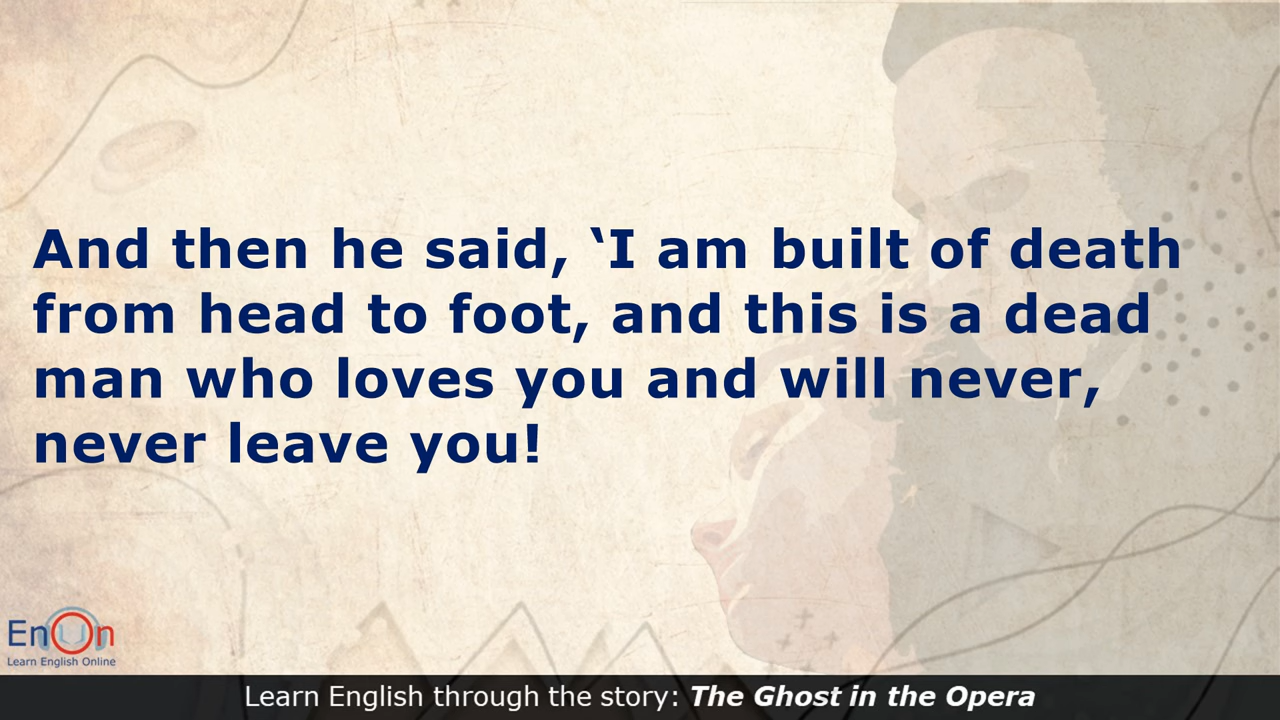 And then he said, ‘I am built of death
from head to foot, and this is a dead
man who loves you and will never,
never leave you!
EnOn
Learn English Online
Learn English through the story: The Ghost in the Opera